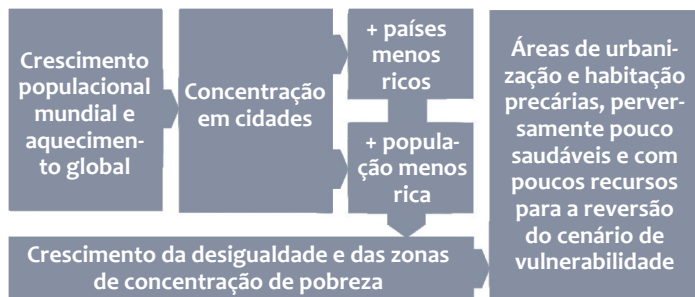 Crescimento
populacional
mundial e
aquecimen-
to global
Concentração
em cidades
+ países
menos
ricos
+ popula-
ção menos
rica
Crescimento da desigualdade e das zonas
de concentração de pobreza
Áreas de urbani-
zação e habitação
precárias, perver-
samente pouco
saudáveis e com
poucos recursos
para a reversão
do cenário de
vulnerabilidade